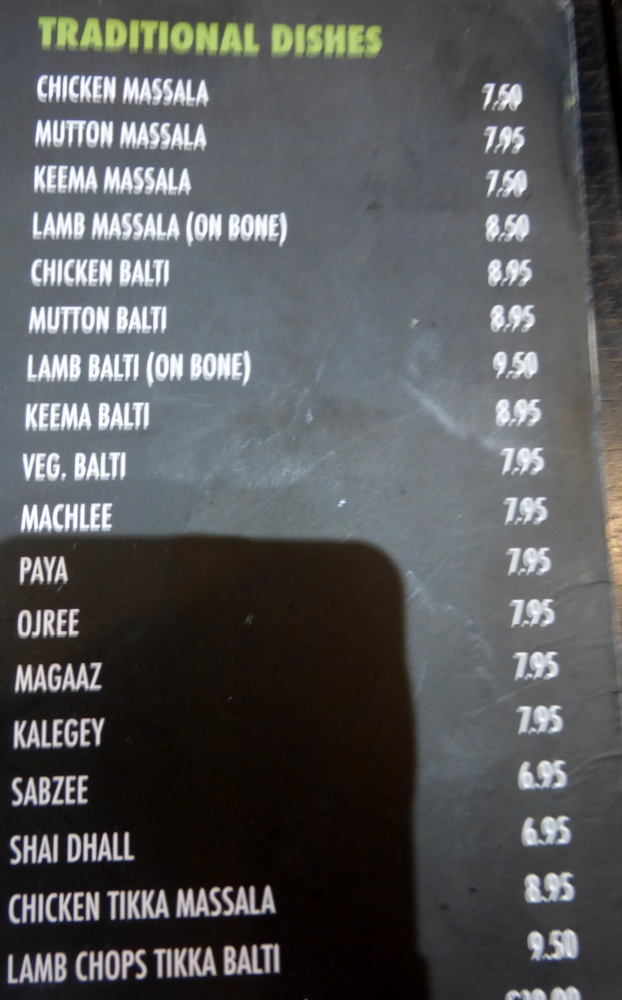 TRADITIONAL DISHES
CHICKEN MASSALA 7.50
MUTTON MASSALA 7.95
KEEMA MASSALA 7.50
LAMB MASSALA (ON BONE) 8.50
CHICKEN BALTI 8.95
MUTTON BALTI 8.95
LAMB BALTI (ON BONE) 9.50
KEEMA BALTI 8.95
VEG. BALTI 7.95
MACHLEE 7.95
PAYA 7.95
OJREE 7.95
MAGAAZ 7.95
KALEGEY 7.95
SABZEE 6.95
SHAI DHALL 6.95
CHICKEN TIKKA MASSALA 8.95
LAMB CHOPS TIKKA BALTI 9.50